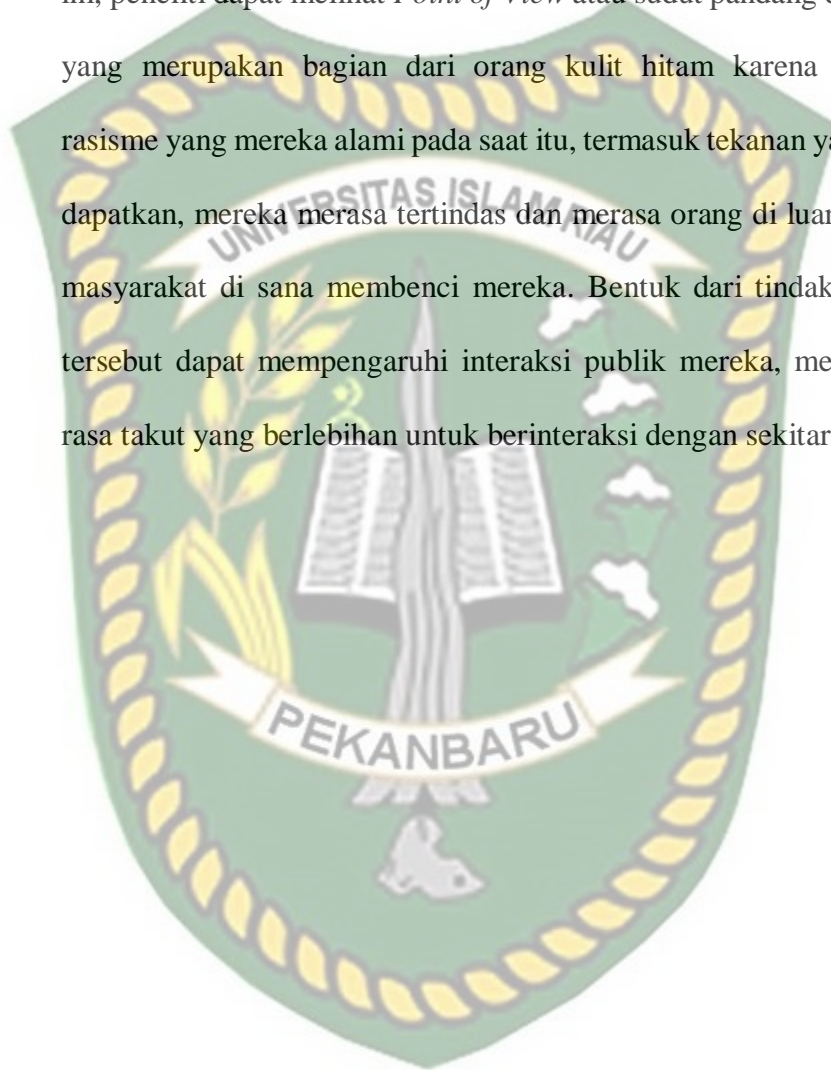 ini, peneliti dapat melihat Point of View atau sudut pandang
yang merupakan bagian dari orang kulit hitam karena
rasisme yang mereka alami pada saat itu, termasuk tekanan
dapatkan, mereka merasa tertindas dan merasa orang di luar
masyarakat di sana membenci mereka. Bentuk dari tindak
tersebut dapat mempengaruhi interaksi publik mereka,
rasa takut yang berlebihan untuk berinteraksi dengan sekitar
UNIVERSITAS ISLAM RIAU
PEKANBARU